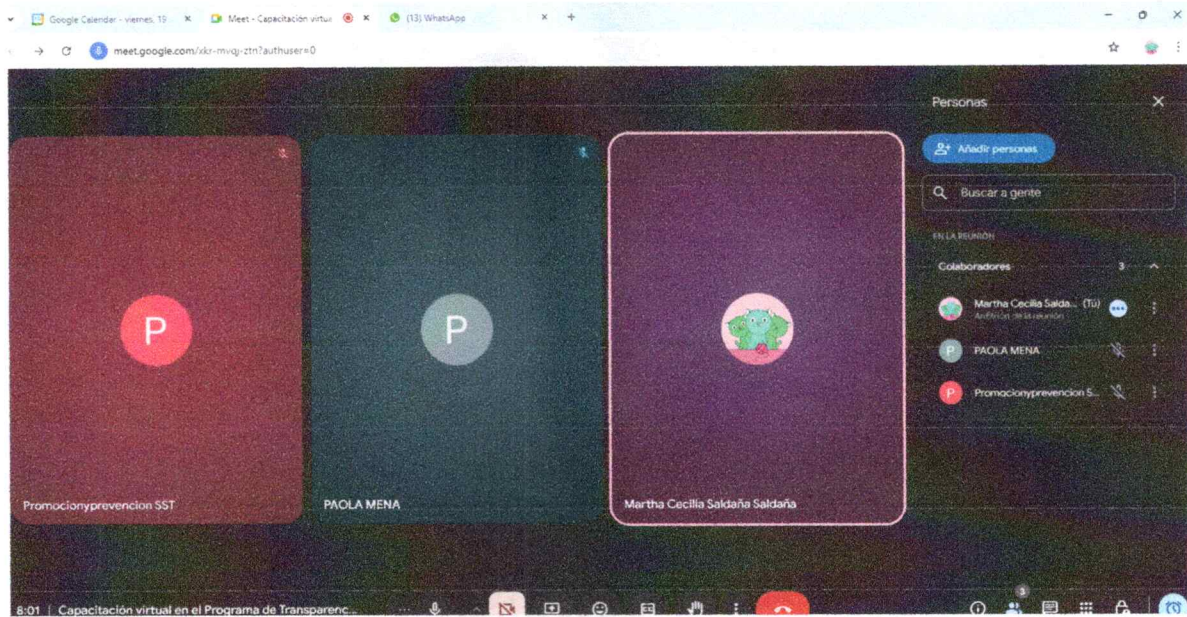 Google Calendar - viernes, 19
Meet - Capacitación virtua
(13) WhatsApp
meet.google.com/xkr-mvqj-ztn?authuser=0
Personas
Añadir personas
Buscar a gente
EN LA REUNIÓN
Colaboradores 3
Martha Cecilia Salda... (Tú)
Anfitrión de la reunión
P PAOLA MENA
P Promocionyprevencion S...
P
P
Promocionyprevencion SST
PAOLA MENA
Martha Cecilia Saldaña Saldaña
8:01 | Capacitación virtual en el Programa de Transparenc...
3